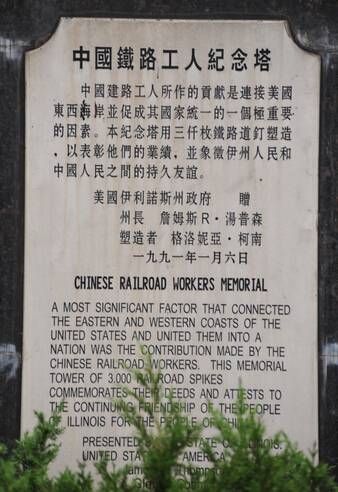 中國鐵路工人紀念塔
中國建路工人所作的貢献是連接美國
東西海岸並促成其國家統一的一個極重要
的因素。本紀念塔用三仟枚鐵路道釘塑造
，以表彰他們的業績，並象徵伊州人民和
中國人民之間的持久友誼。
美國伊利諾斯州政府 贈
州長 詹姆斯R·湯普森
塑造者 格洛妮亞·柯南
一九九一年一月六日
CHINESE RAILROAD WORKERS MEMORIAL
A MOST SIGNIFICANT FACTOR THAT CONNECTED
THE EASTERN AND WESTERN COASTS OF THE
UNITED STATES AND UNITED THEM INTO A
NATION WAS THE CONTRIBUTION MADE BY THE
CHINESE RAILROAD WORKERS. THIS MEMORIAL
TOWER OF 3.000 RAILROAD SPIKES
COMMEMORATES THEIR DEEDS AND ATTESTS TO
THE CONTINUING FRIENDSHIP OF THE PEOPLE
OF ILLINOIS FOR THE PEOPLE OF
PRESENTED STATE OF ILLINOIS.
UNITED STATES AMERICA
Thompson